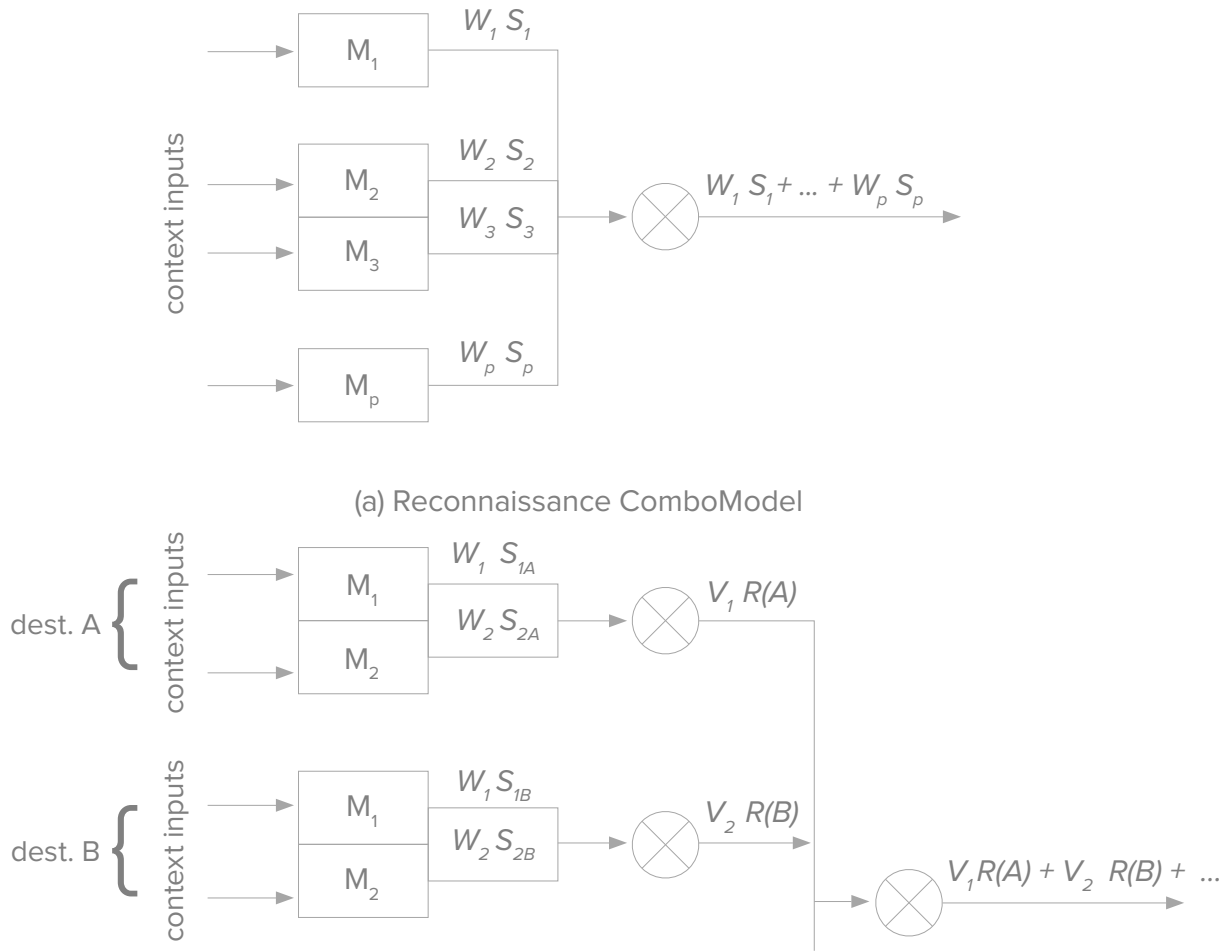 W1 S1
M1
context inputs
W2 S2
M2
W1 S1 + ... + Wp Sp
W3 S3
M3
Wp Sp
Mp
(a) Reconnaissance ComboModel
dest. A
context inputs
W1 S1A
M1
V1 R(A)
W2 S2A
M2
dest. B
context inputs
W1 S1B
M1
V2 R(B)
W2 S2B
M2
V1 R(A) + V2 R(B) + ...